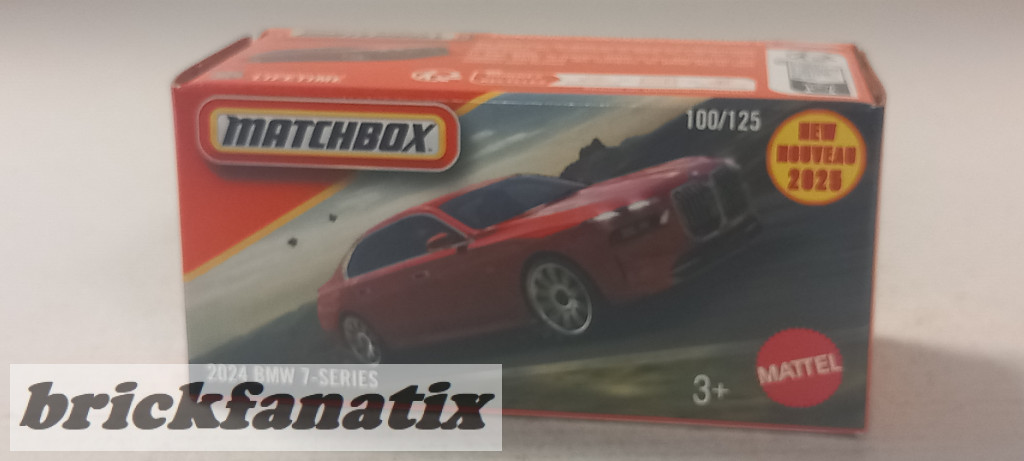 LIFETIME
MATCHBOX
100/125
NEW
NOUVEAU
2025
2024 BMW 7-SERIES
3+
MATTEL
brickfanatix